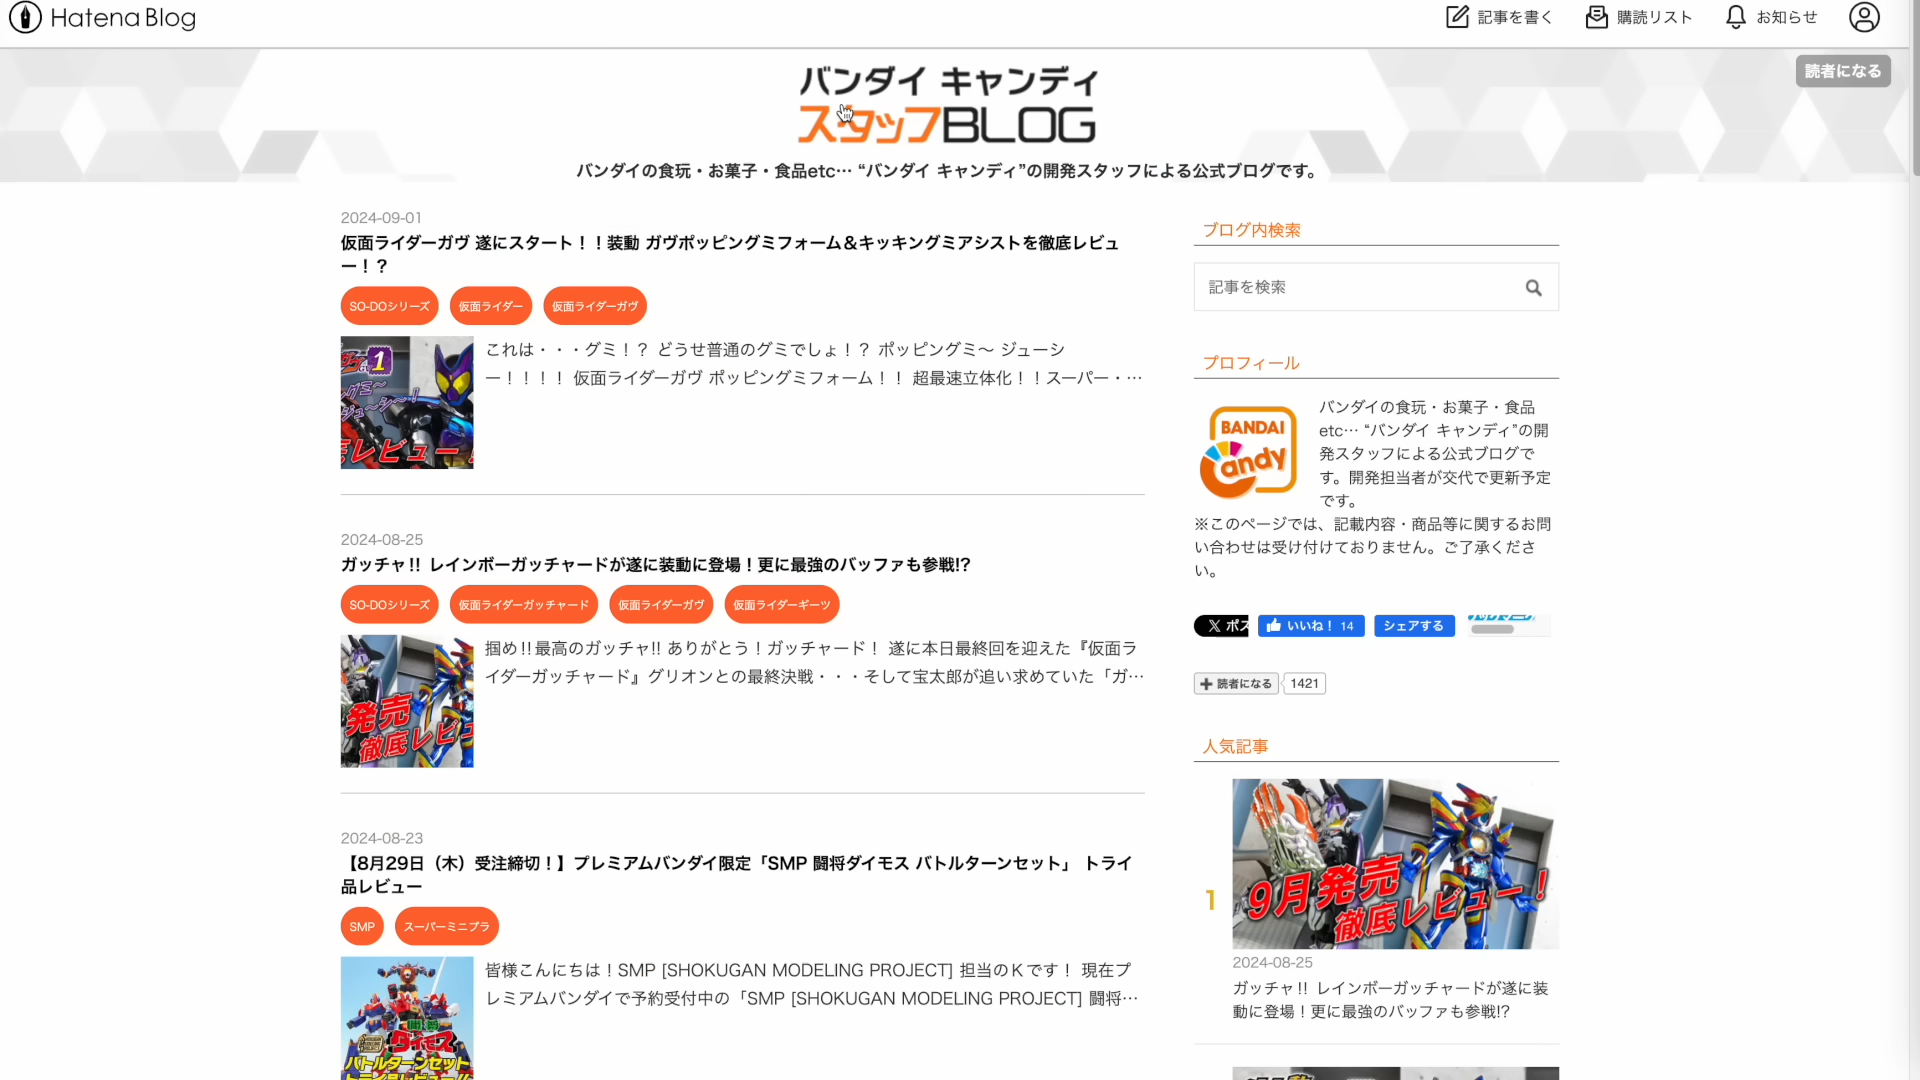 Hatena Blog
記事を書く
購読リスト
お知らせ
読者になる
バンダイ キャンディ
スタッフBLOG
バンダイの食玩・お菓子・食品etc… “バンダイ キャンディ”の開発スタッフによる公式ブログです。
2024-09-01
仮面ライダーガヴ 遂にスタート！！装動 ガヴポッピングミフォーム＆キッキングミアシストを徹底レビュ
ー！？
SO-DOシリーズ
仮面ライダー
仮面ライダーガヴ
1
これは・・・グミ！？ どうせ普通のグミでしょ！？ ポッピングミ〜 ジューシ
ー！！！！ 仮面ライダーガヴ ポッピングミフォーム！！ 超最速立体化！！スーパー・…
2024-08-25
ガッチャ!! レインボーガッチャードが遂に装動に登場！更に最強のバッファも参戦!?
SO-DOシリーズ
仮面ライダーガッチャード
仮面ライダーガヴ
仮面ライダーギーツ
発売
徹底レビュ
掴め!!最高のガッチャ!! ありがとう！ガッチャード！ 遂に本日最終回を迎えた『仮面ラ
イダーガッチャード』グリオンとの最終決戦・・・そして宝太郎が追い求めていた「ガ…
2024-08-23
【8月29日（木）受注締切！】プレミアムバンダイ限定「SMP 闘将ダイモス バトルターンセット」 トライ
品レビュー
SMP
スーパーミニプラ
闘将
ダイモス
バトルターンセット
皆様こんにちは！SMP [SHOKUGAN MODELING PROJECT] 担当のＫです！ 現在プ
レミアムバンダイで予約受付中の「SMP [SHOKUGAN MODELING PROJECT] 闘将…
ブログ内検索
記事を検索
プロフィール
BANDAI
Candy
バンダイの食玩・お菓子・食品
etc… “バンダイ キャンディ”の開
発スタッフによる公式ブログで
す。開発担当者が交代で更新予定
です。
※このページでは、記載内容・商品等に関するお問
い合わせは受け付けておりません。ご了承くださ
い。
ポス
いいね！ 14
シェアする
読者になる
1421
人気記事
1
9月発売
徹底レビュー！
2024-08-25
ガッチャ!! レインボーガッチャードが遂に装
動に登場！更に最強のバッファも参戦!?